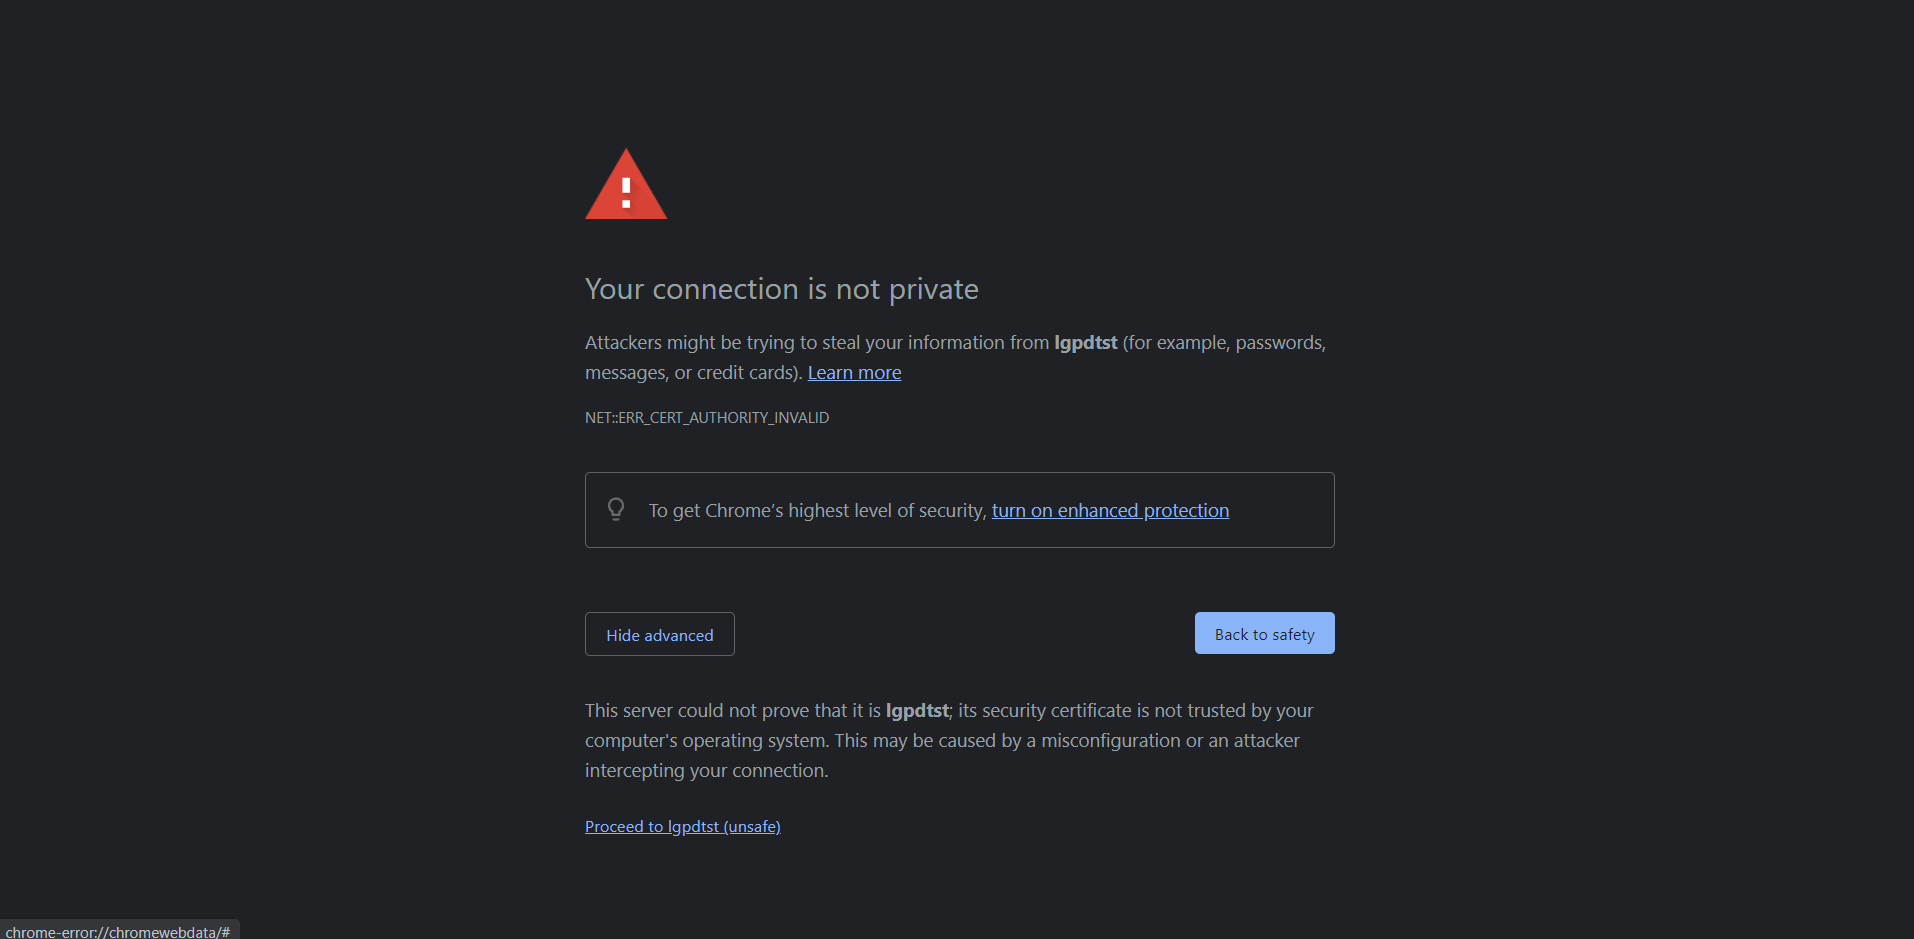 Your connection is not private
Attackers might be trying to steal your information from lgpdtst (for example, passwords,
messages, or credit cards). Learn more
NET::ERR_CERT_AUTHORITY_INVALID
To get Chrome’s highest level of security, turn on enhanced protection
Hide advanced
Back to safety
This server could not prove that it is lgpdtst; its security certificate is not trusted by your
computer's operating system. This may be caused by a misconfiguration or an attacker
intercepting your connection.
Proceed to lgpdtst (unsafe)
chrome-error://chromewebdata/#